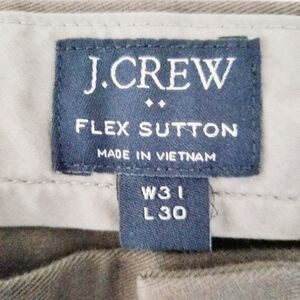 J.CREW
FLEX SUTTON
MADE IN VIETNAM
W31
L30